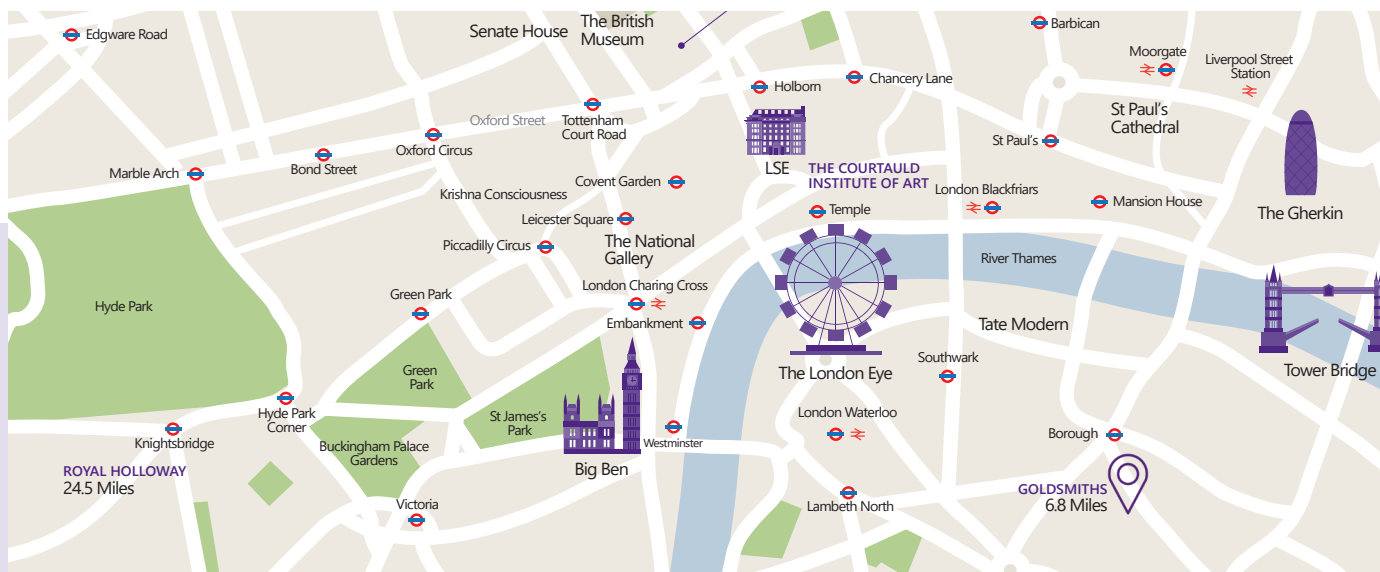 Edgware Road
Senate House
The British
Museum
Barbican
Moorgate
Liverpool Street
Station
Holborn
Chancery Lane
St Paul's
Cathedral
Oxford Street
Tottenham
Court Road
Oxford Circus
St Paul's
Bond Street
Marble Arch
LSE
THE COURTAULD
INSTITUTE OF ART
Krishna Consciousness
Covent Garden
London Blackfriars
Mansion House
Temple
The Gherkin
Leicester Square
Piccadilly Circus
The National
Gallery
River Thames
London Charing Cross
Green Park
Hyde Park
Embankment
Tate Modern
Southwark
The London Eye
Tower Bridge
Green
Park
St James's
Park
Hyde Park
Corner
London Waterloo
Borough
Knightsbridge
Buckingham Palace
Gardens
Westminster
Big Ben
ROYAL HOLLOWAY
24.5 Miles
GOLDSMITHS
6.8 Miles
Victoria
Lambeth North